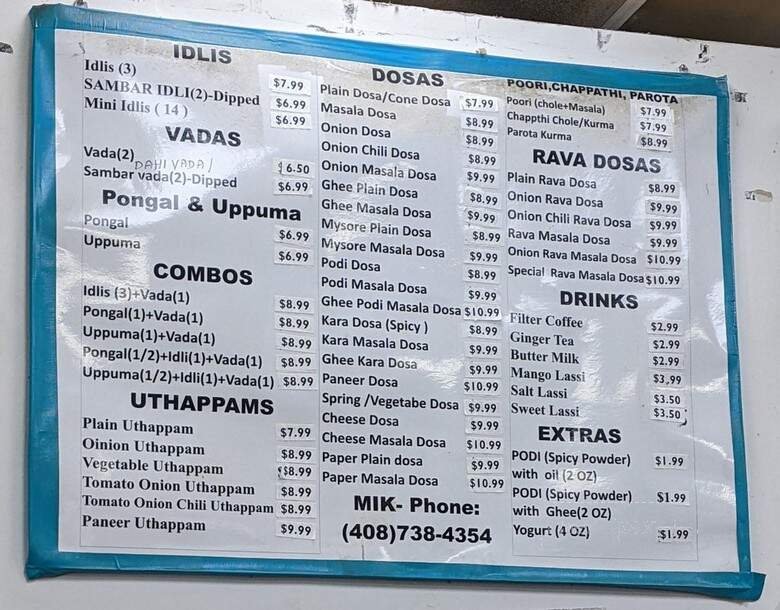 IDLIS
Idlis (3) $7.99
SAMBAR IDLI(2)-Dipped $6.99
Mini Idlis ( 14 ) $6.99
VADAS
Vada(2) DAHI VADA/ $6.50
Sambar vada(2)-Dipped $6.99
Pongal & Uppuma
Pongal $6.99
Uppuma $6.99
COMBOS
Idlis (3)+Vada(1) $8.99
Pongal(1)+Vada(1) $8.99
Uppuma(1)+Vada(1) $8.99
Pongal(1/2)+Idli(1)+Vada(1) $8.99
Uppuma(1/2)+Idli(1)+Vada(1) $8.99
UTHAPPAMS
Plain Uthappam $7.99
Oinion Uthappam $8.99
Vegetable Uthappam $8.99
Tomato Onion Uthappam $8.99
Tomato Onion Chili Uthappam $8.99
Paneer Uthappam $9.99
DOSAS
Plain Dosa/Cone Dosa $7.99
Masala Dosa $8.99
Onion Dosa $8.99
Onion Chili Dosa $8.99
Onion Masala Dosa $9.99
Ghee Plain Dosa $8.99
Ghee Masala Dosa $9.99
Mysore Plain Dosa $8.99
Mysore Masala Dosa $9.99
Podi Dosa $8.99
Podi Masala Dosa $9.99
Ghee Podi Masala Dosa $10.99
Kara Dosa (Spicy ) $8.99
Kara Masala Dosa $9.99
Ghee Kara Dosa $9.99
Paneer Dosa $10.99
Spring /Vegetabe Dosa $9.99
Cheese Dosa $9.99
Cheese Masala Dosa $10.99
Paper Plain dosa $9.99
Paper Masala Dosa $10.99
MIK- Phone:
(408)738-4354
POORI,CHAPPATHI, PAROTA
Poori (chole+Masala) $7.99
Chappthi Chole/Kurma $7.99
Parota Kurma $8.99
RAVA DOSAS
Plain Rava Dosa $8.99
Onion Rava Dosa $9.99
Onion Chili Rava Dosa $9.99
Rava Masala Dosa $9.99
Onion Rava Masala Dosa $10.99
Special Rava Masala Dosa $10.99
DRINKS
Filter Coffee $2.99
Ginger Tea $2.99
Butter Milk $2.99
Mango Lassi $3.99
Salt Lassi $3.50
Sweet Lassi $3.50
EXTRAS
PODI (Spicy Powder) $1.99
with oil (2 OZ)
PODI (Spicy Powder) $1.99
with Ghee(2 OZ)
Yogurt (4 OZ) $1.99